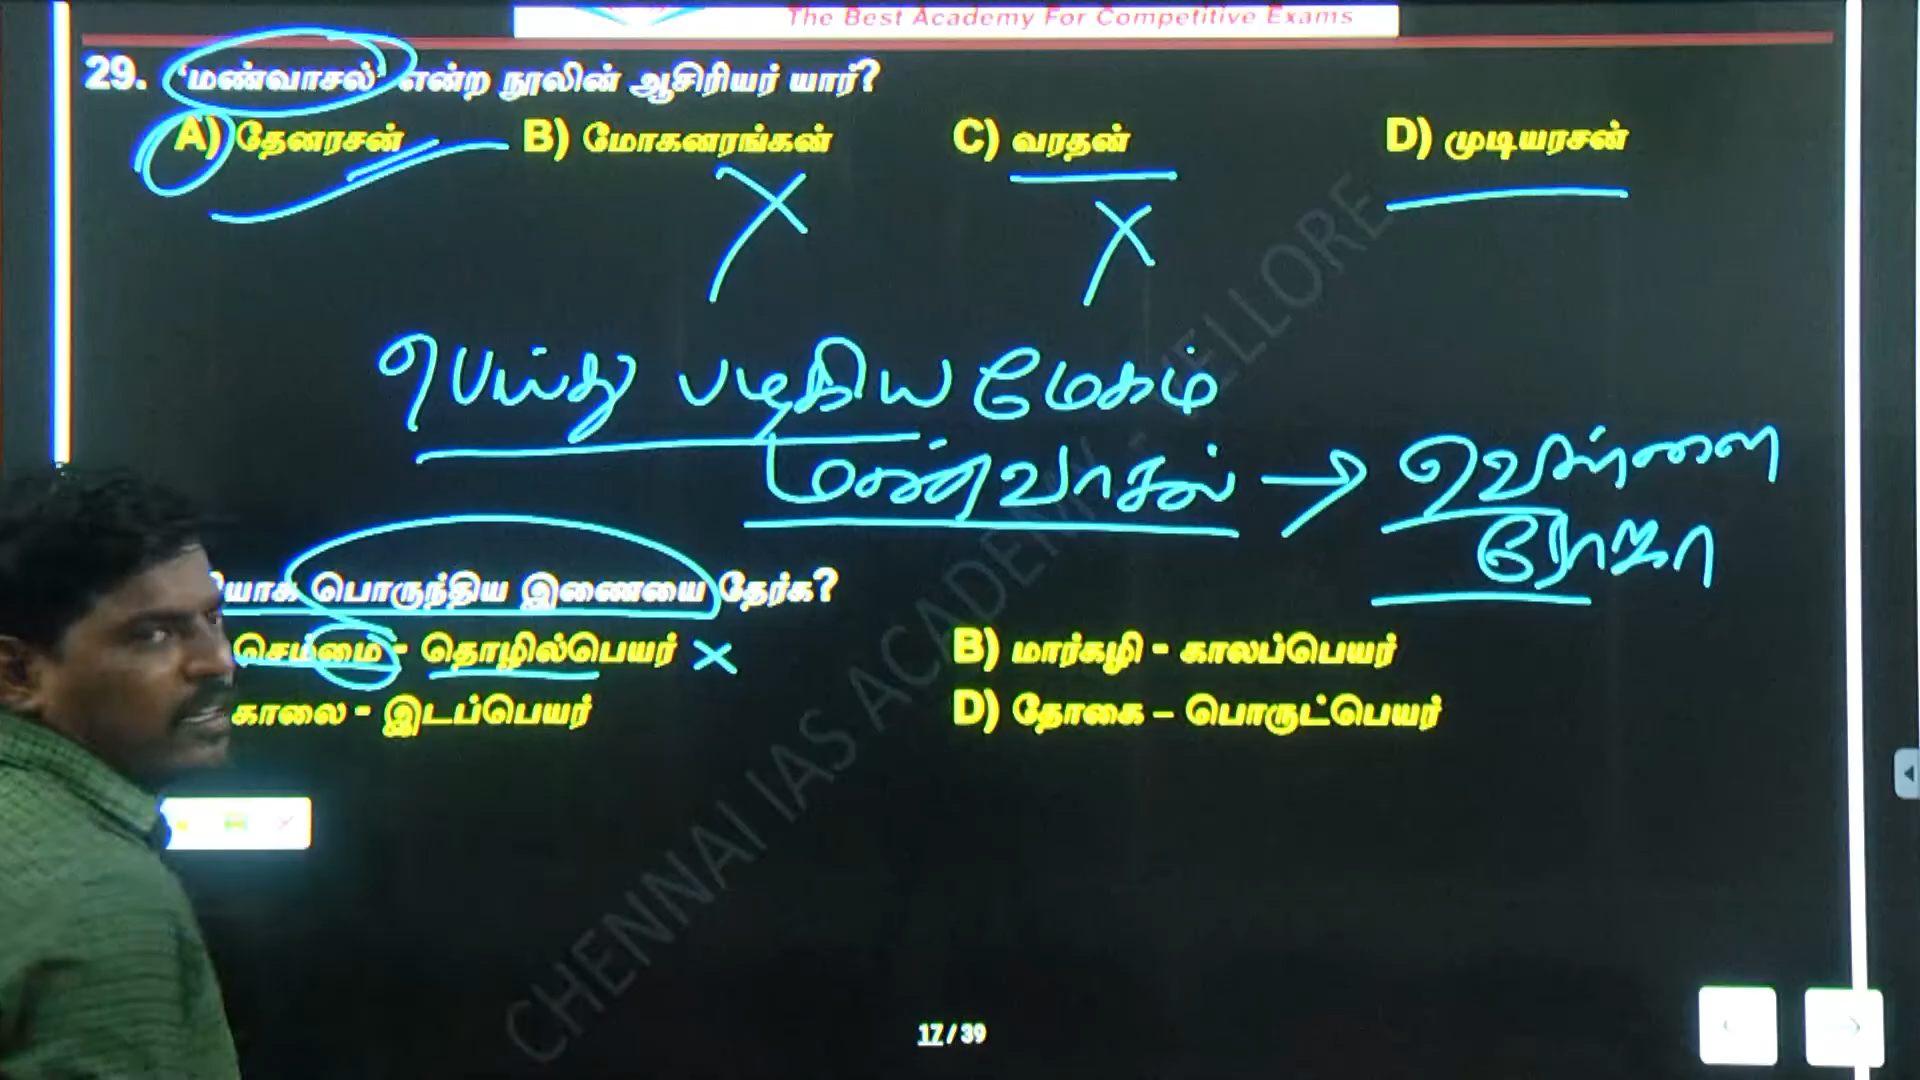 The Best Academy For Competitive Exams
29. 'மண்வாசல்' என்ற நூலின் ஆசிரியர் யார்?
A) தேனரசன் B) மோகனரங்கன் C) வரதன் D) முடியரசன்
பெய்து பழகிய மேகம்
மண்வாசல் → வெள்ளை
ரோஜா
யாக பொருந்திய இணையை தேர்க?
செம்மை - தொழில்பெயர் B) மார்கழி - காலப்பெயர்
காலை - இடப்பெயர் D) தோகை – பொருட்பெயர்
CHENNAI IAS ACADEMY - VELLORE
17/39